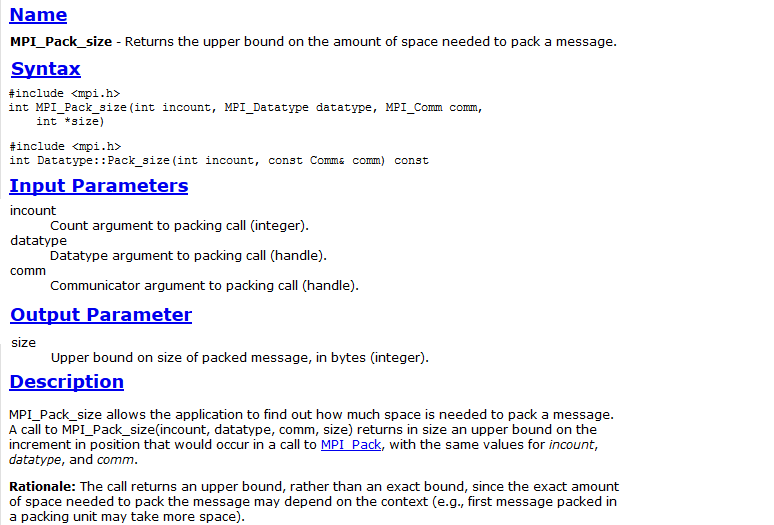 Name
MPI_Pack_size - Returns the upper bound on the amount of space needed to pack a message.
Syntax
#include <mpi.h>
int MPI_Pack_size(int incount, MPI_Datatype datatype, MPI_Comm comm,
    int *size)
#include <mpi.h>
int Datatype::Pack_size(int incount, const Comm& comm) const
Input Parameters
incount
Count argument to packing call (integer).
datatype
Datatype argument to packing call (handle).
comm
Communicator argument to packing call (handle).
Output Parameter
size
Upper bound on size of packed message, in bytes (integer).
Description
MPI_Pack_size allows the application to find out how much space is needed to pack a message.
A call to MPI_Pack_size(incount, datatype, comm, size) returns in size an upper bound on the
increment in position that would occur in a call to MPI_Pack, with the same values for incount,
datatype, and comm.
Rationale: The call returns an upper bound, rather than an exact bound, since the exact amount
of space needed to pack the message may depend on the context (e.g., first message packed in
a packing unit may take more space).